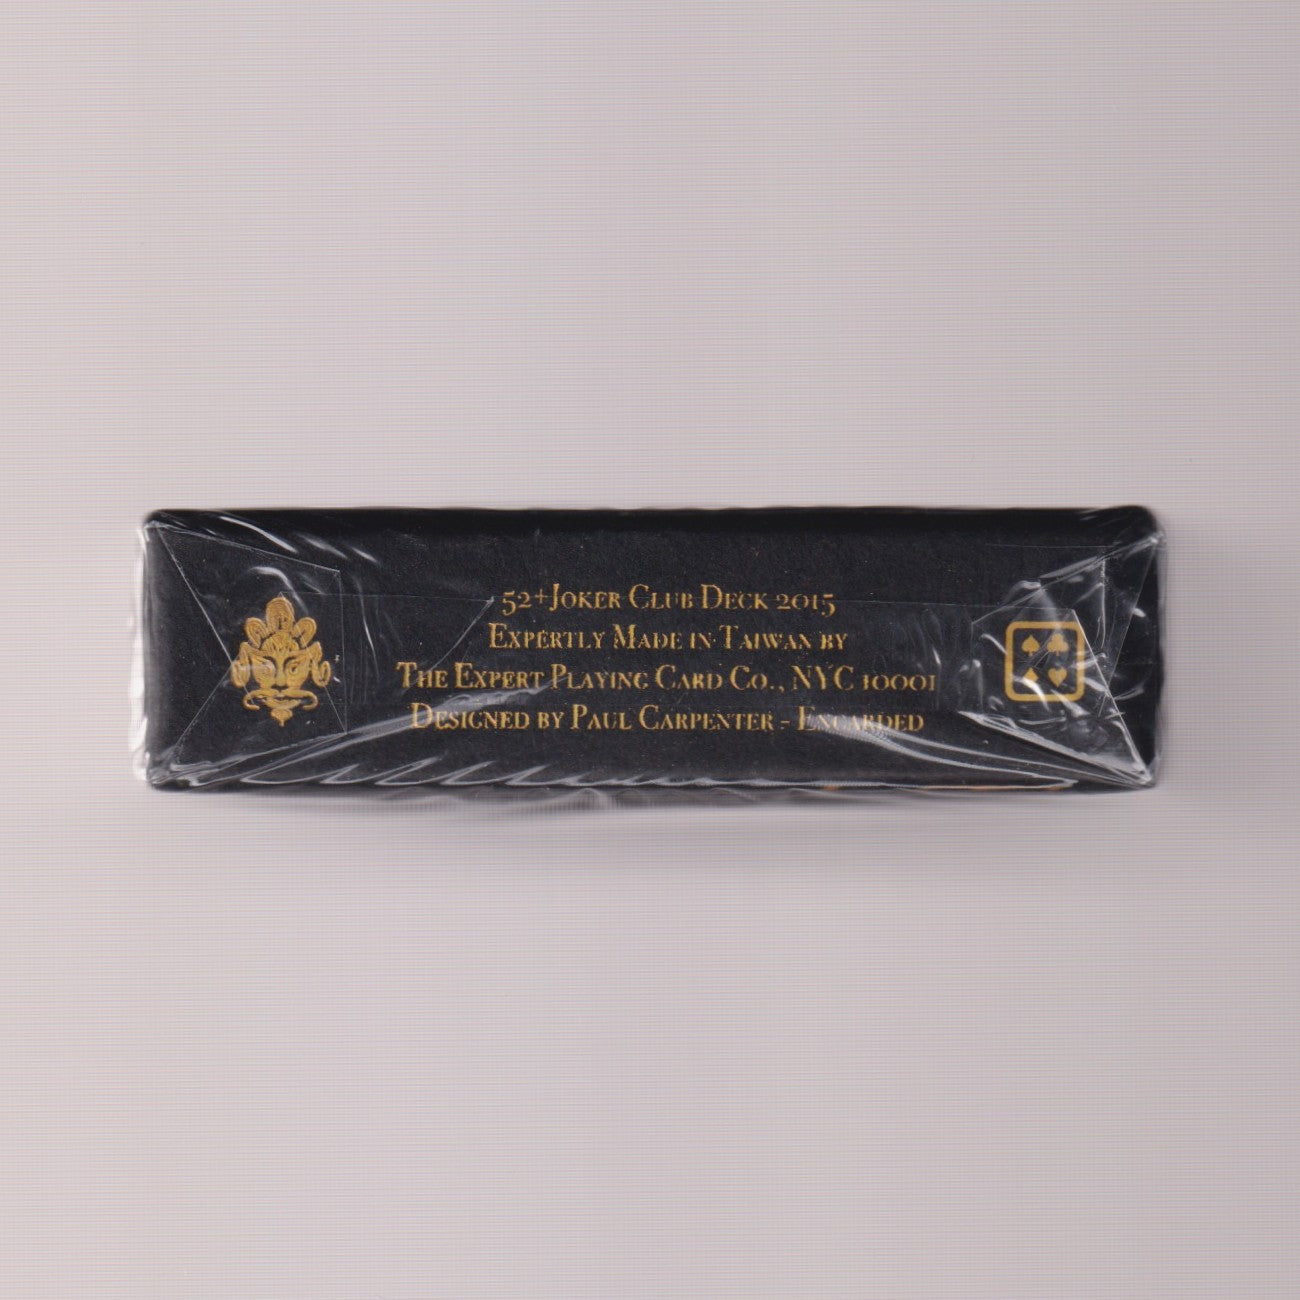 52+Joker Club Deck 2015
Expertly Made in Taiwan by
The Expert Playing Card Co., NYC 10001
Designed by Paul Carpenter - Encarded